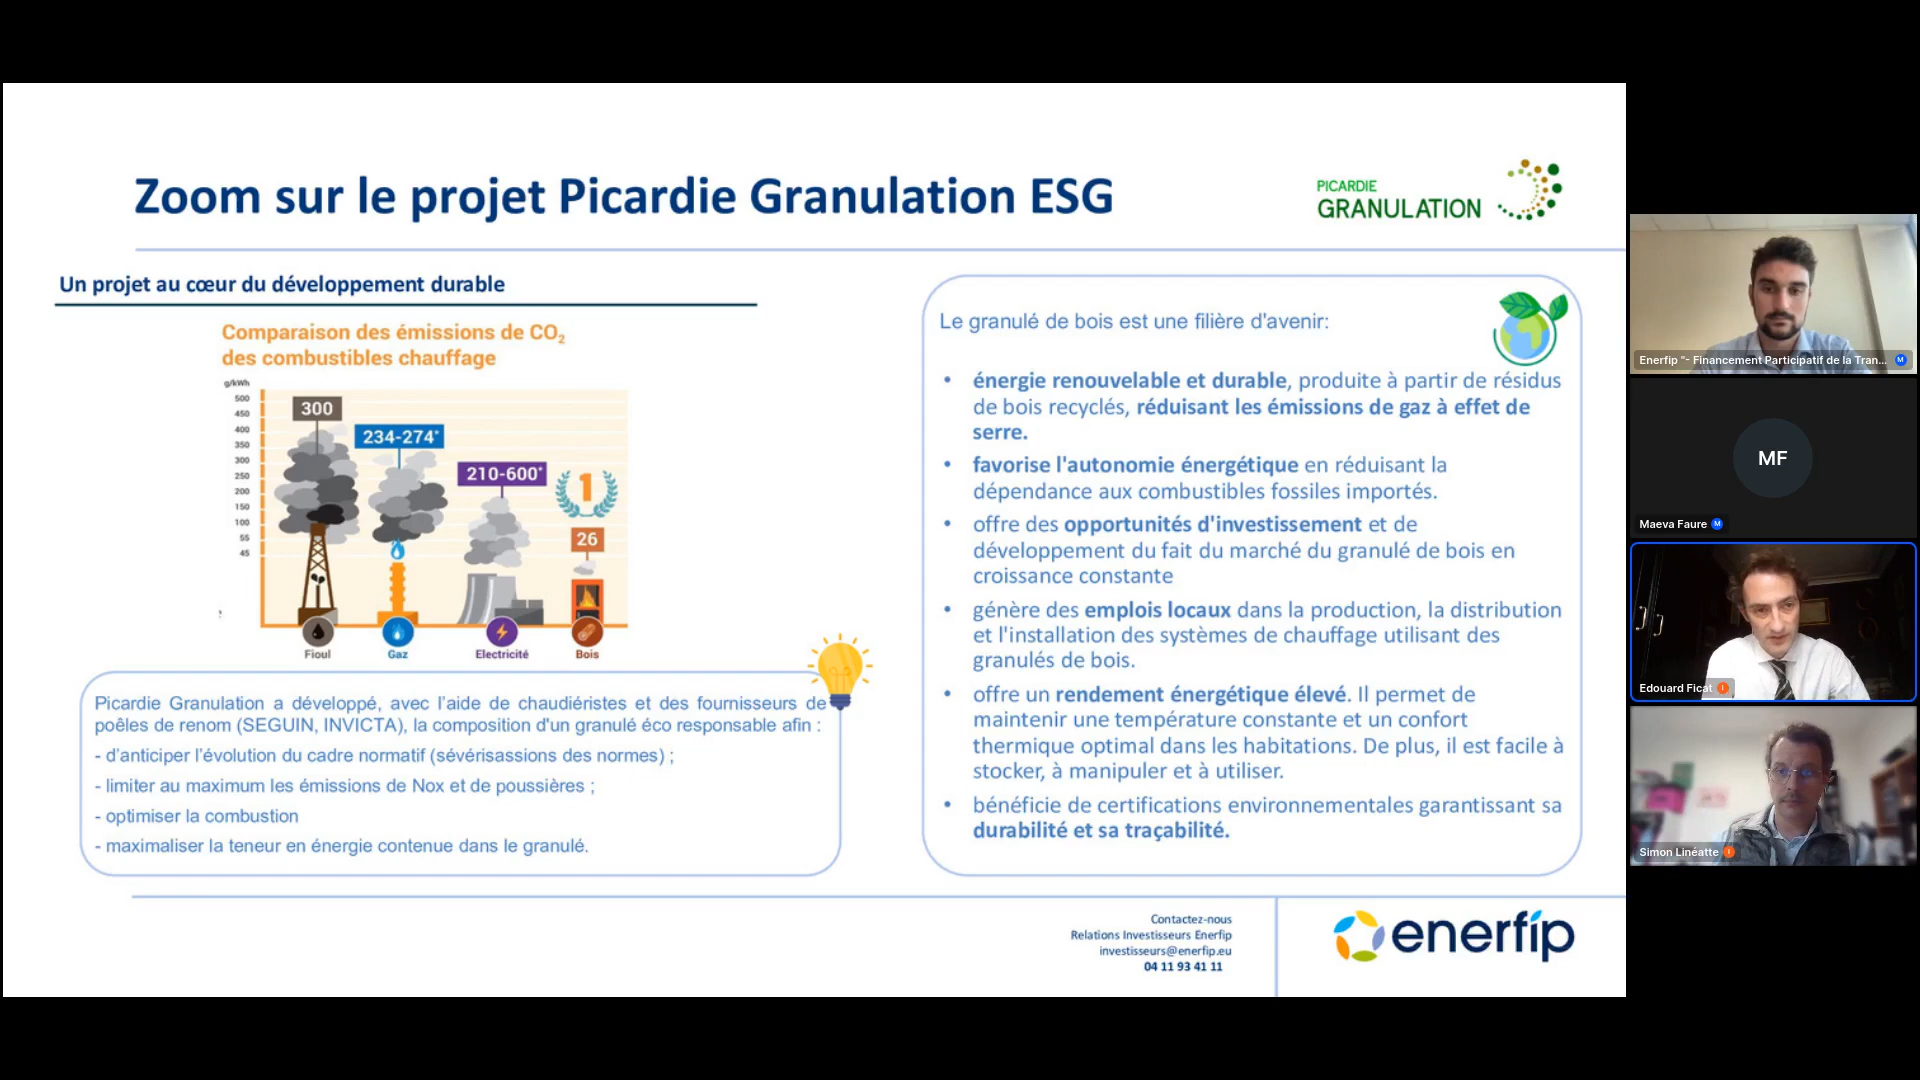 Zoom sur le projet Picardie Granulation ESG
PICARDIE
GRANULATION
Un projet au cœur du développement durable
Comparaison des émissions de CO2
des combustibles chauffage
g/kWh
500
450
400
350
300
250
200
150
100
55
45
300
234-274*
210-600*
1
26
Fioul
Gaz
Electricité
Bois
Picardie Granulation a développé, avec l'aide de chaudiéristes et des fournisseurs de
poêles de renom (SEGUIN, INVICTA), la composition d'un granulé éco responsable afin :
- d'anticiper l'évolution du cadre normatif (sévérisassions des normes) ;
- limiter au maximum les émissions de Nox et de poussières ;
- optimiser la combustion
- maximaliser la teneur en énergie contenue dans le granulé.
Le granulé de bois est une filière d'avenir:
• énergie renouvelable et durable, produite à partir de résidus
de bois recyclés, réduisant les émissions de gaz à effet de
serre.
• favorise l'autonomie énergétique en réduisant la
dépendance aux combustibles fossiles importés.
• offre des opportunités d'investissement et de
développement du fait du marché du granulé de bois en
croissance constante
• génère des emplois locaux dans la production, la distribution
et l'installation des systèmes de chauffage utilisant des
granulés de bois.
• offre un rendement énergétique élevé. Il permet de
maintenir une température constante et un confort
thermique optimal dans les habitations. De plus, il est facile à
stocker, à manipuler et à utiliser.
• bénéficie de certifications environnementales garantissant sa
durabilité et sa traçabilité.
Contactez-nous
Relations Investisseurs Enerfip
investisseurs@enerfip.eu
04 11 93 41 11
enerfip
Enerfip "- Financement Participatif de la Tran...
M
MF
Maeva Faure
M
Edouard Ficat
I
Simon Linéatte
I